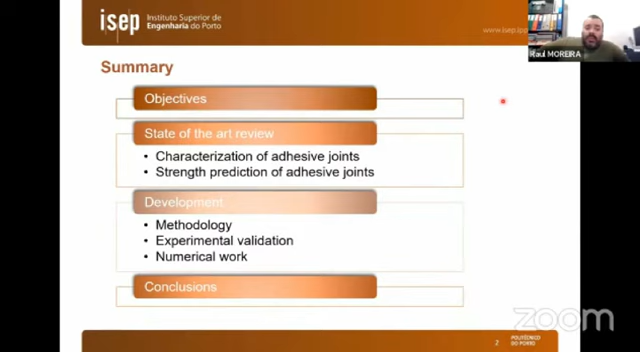 isep Instituto Superior de
Engenharia do Porto
www.isep.ipp
Raul MOREIRA
Summary
Objectives
State of the art review
• Characterization of adhesive joints
• Strength prediction of adhesive joints
Development
• Methodology
• Experimental validation
• Numerical work
Conclusions
zoom
2
POLITÉCNICO
DO PORTO